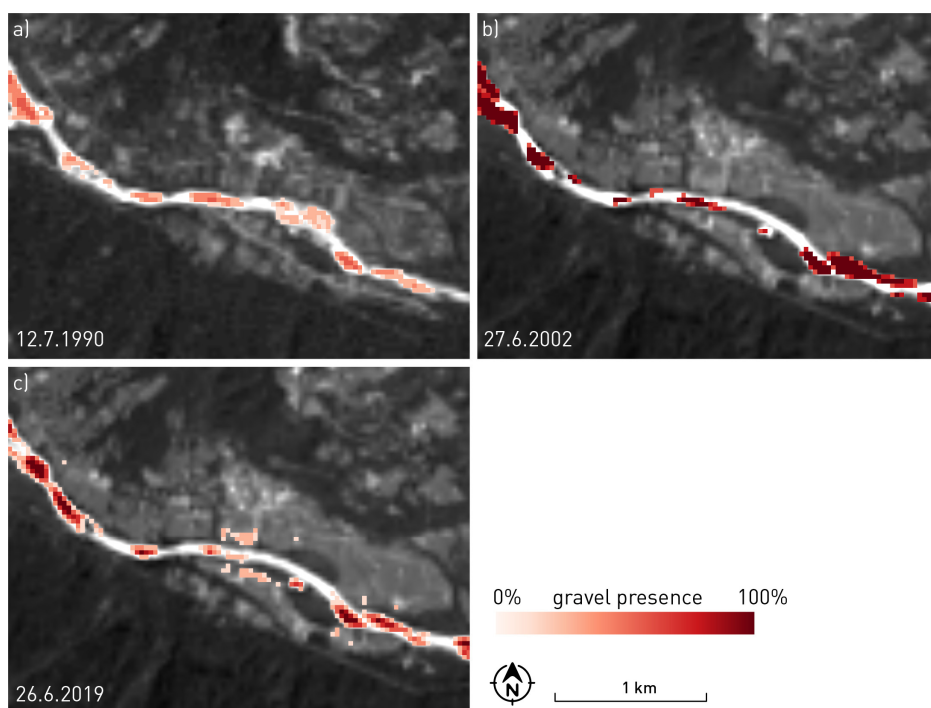 a)
12.7.1990
b)
27.6.2002
c)
26.6.2019
0% gravel presence 100%
N
1 km